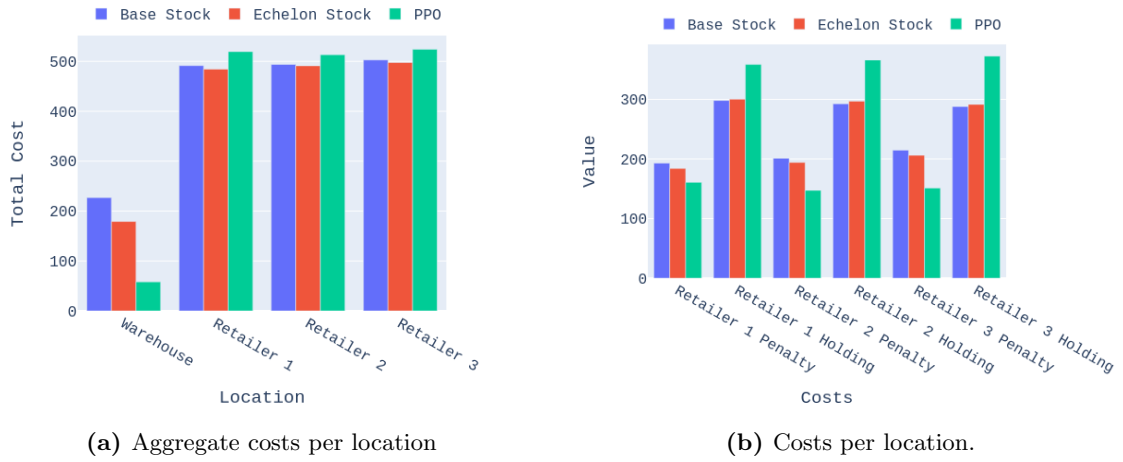 Base Stock Echelon Stock PPO
500
400
300
200
100
0
Total Cost
Warehouse
Retailer 1
Retailer 2
Retailer 3
Location
(a) Aggregate costs per location
Base Stock Echelon Stock PPO
300
200
100
0
Value
Retailer 1 Penalty
Retailer 1 Holding
Retailer 2 Penalty
Retailer 2 Holding
Retailer 3 Penalty
Retailer 3 Holding
Costs
(b) Costs per location.